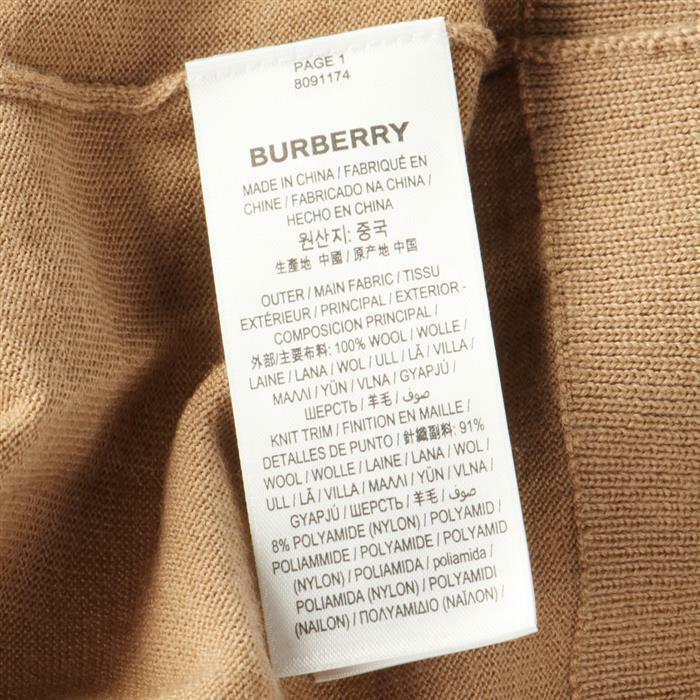 PAGE 1
8091174
BURBERRY
MADE IN CHINA / FABRIQUÉ EN
CHINE / FABRICADO NA CHINA /
HECHO EN CHINA
원산지: 중국
生產地 中國 / 原产地 中国
OUTER / MAIN FABRIC / TISSU
EXTÉRIEUR / PRINCIPAL / EXTERIOR -
COMPOSICION PRINCIPAL /
外部/主要布料: 100% WOOL / WOLLE /
LAINE / LANA / WOL / ULL / LÃ / VILLA /
ΜΑΛΛΙ / YÜN / VLNA / GYAPJÚ /
ШЕРСТЬ / 羊毛 / صوف /
KNIT TRIM / FINITION EN MAILLE /
DETALLES DE PUNTO / 針織副料: 91%
WOOL / WOLLE / LAINE / LANA / WOL /
ULL / LÃ / VILLA / ΜΑΛΛΙ / YÜN / VLNA /
GYAPJÚ / ШЕРСТЬ / 羊毛 / صوف /
8% POLYAMIDE (NYLON) / POLYAMID /
POLIAMMIDE / POLYAMIDE / POLYAMID
(NYLON) / POLIAMIDA / poliamida /
POLIAMIDA (NYLON) / POLYAMIDI
(NAILON) / ΠΟΛΥΑΜΙΔΙΟ (ΝΑΪΛΟΝ) /